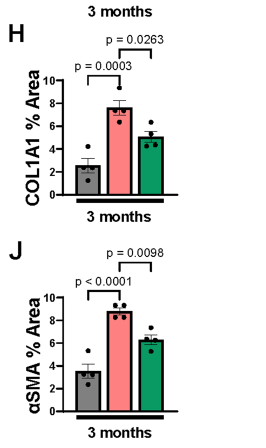 3 months
H
p = 0.0263
p = 0.0003
COL1A1 % Area
10
8
6
4
2
0
3 months
J
p = 0.0098
p < 0.0001
αSMA % Area
10
8
6
4
2
0
3 months